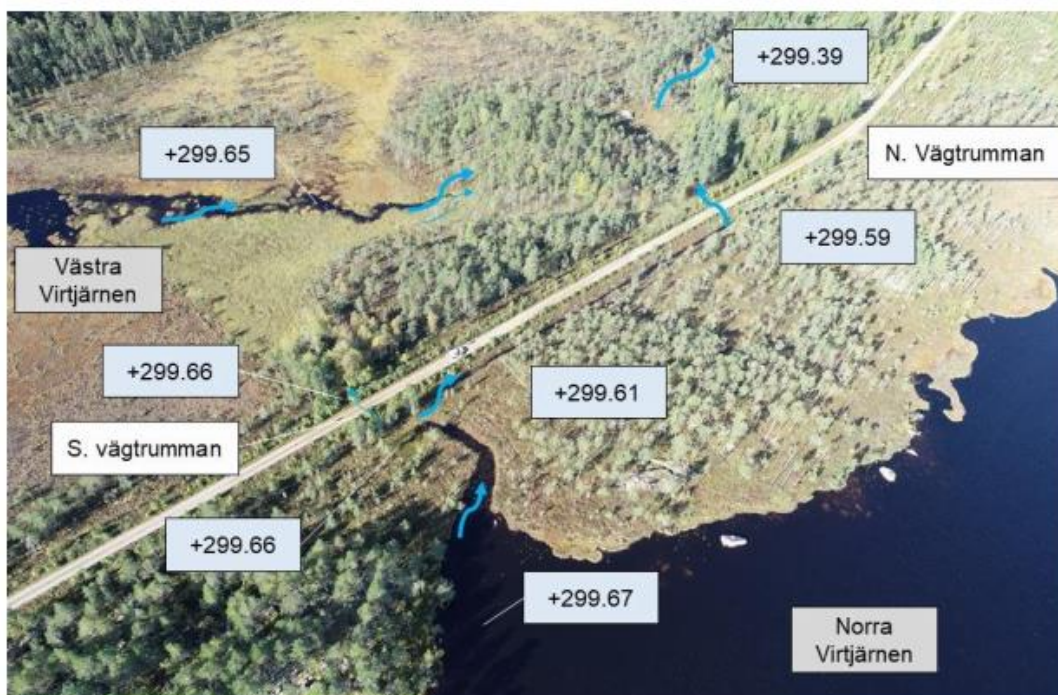 +299.39
+299.65
N. Vägtrumman
+299.59
Västra
Virtjärnen
+299.66
+299.61
S. vägtrumman
+299.66
+299.67
Norra
Virtjärnen